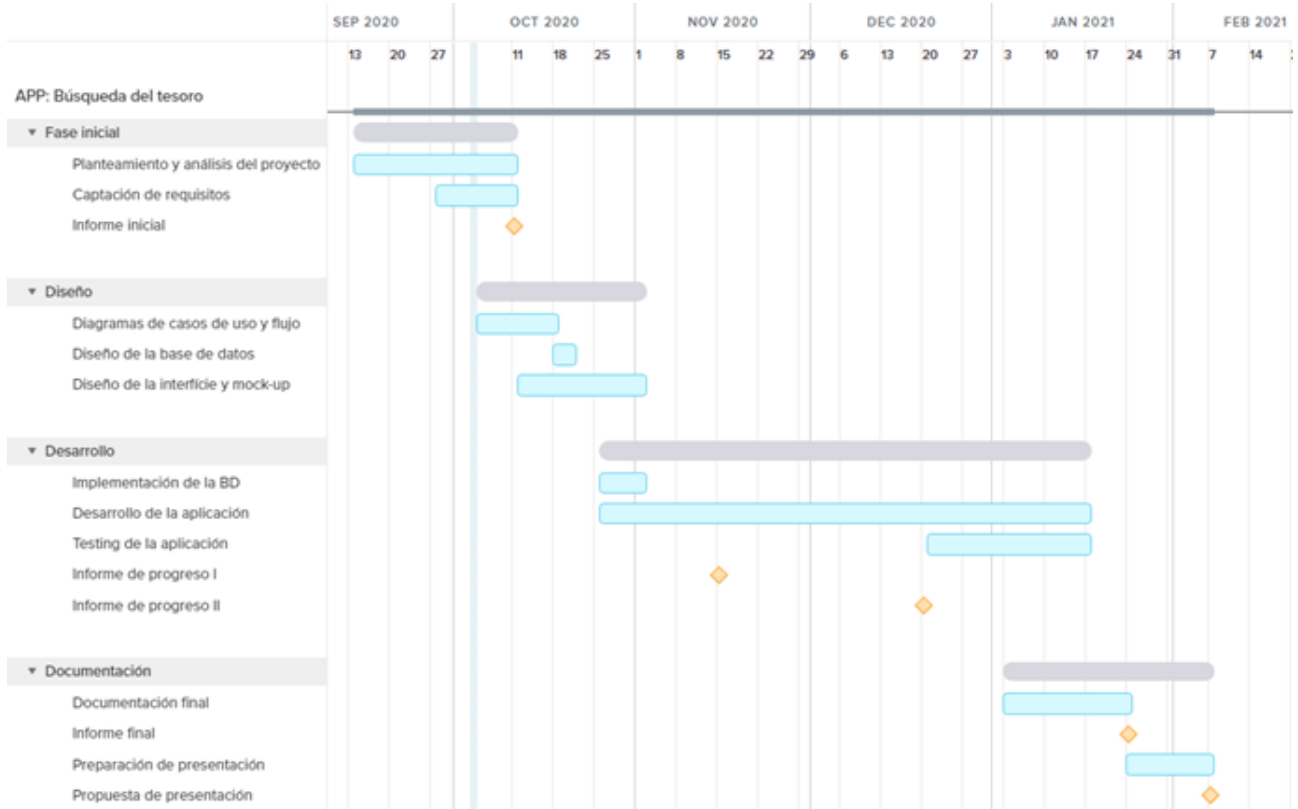 SEP 2020 OCT 2020 NOV 2020 DEC 2020 JAN 2021 FEB 2021
13 20 27 11 18 25 1 8 15 22 29 6 13 20 27 3 10 17 24 31 7 14
APP: Búsqueda del tesoro
Fase inicial
Planteamiento y análisis del proyecto
Captación de requisitos
Informe inicial
Diseño
Diagramas de casos de uso y flujo
Diseño de la base de datos
Diseño de la interfície y mock-up
Desarrollo
Implementación de la BD
Desarrollo de la aplicación
Testing de la aplicación
Informe de progreso I
Informe de progreso II
Documentación
Documentación final
Informe final
Preparación de presentación
Propuesta de presentación